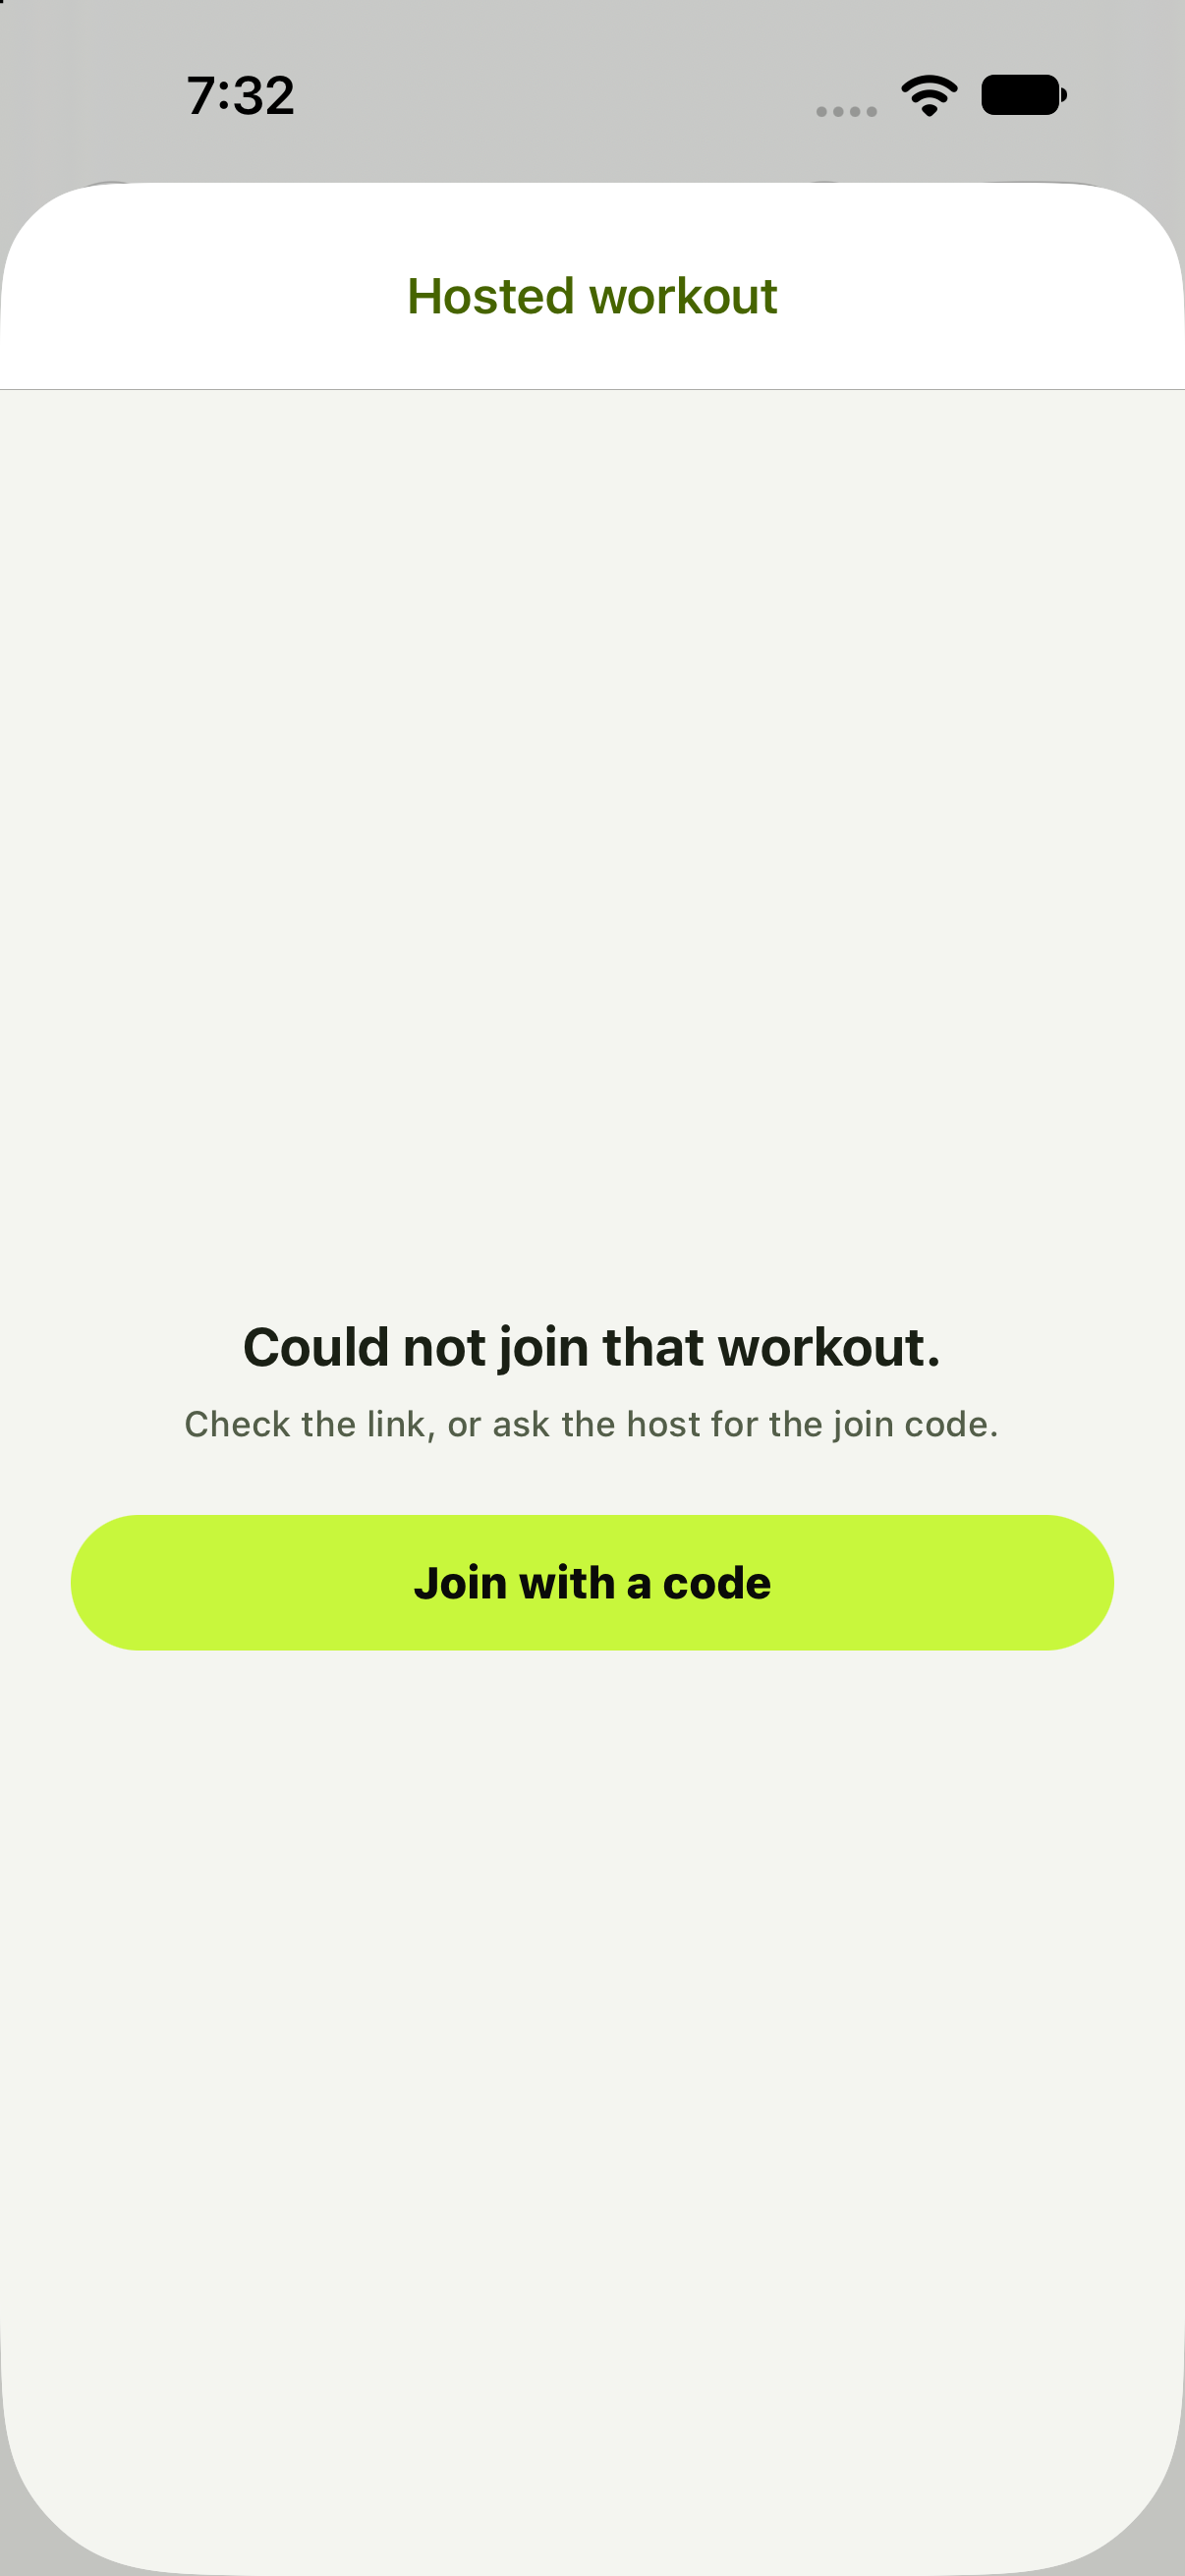 7:32
Hosted workout
Could not join that workout.
Check the link, or ask the host for the join code.
Join with a code